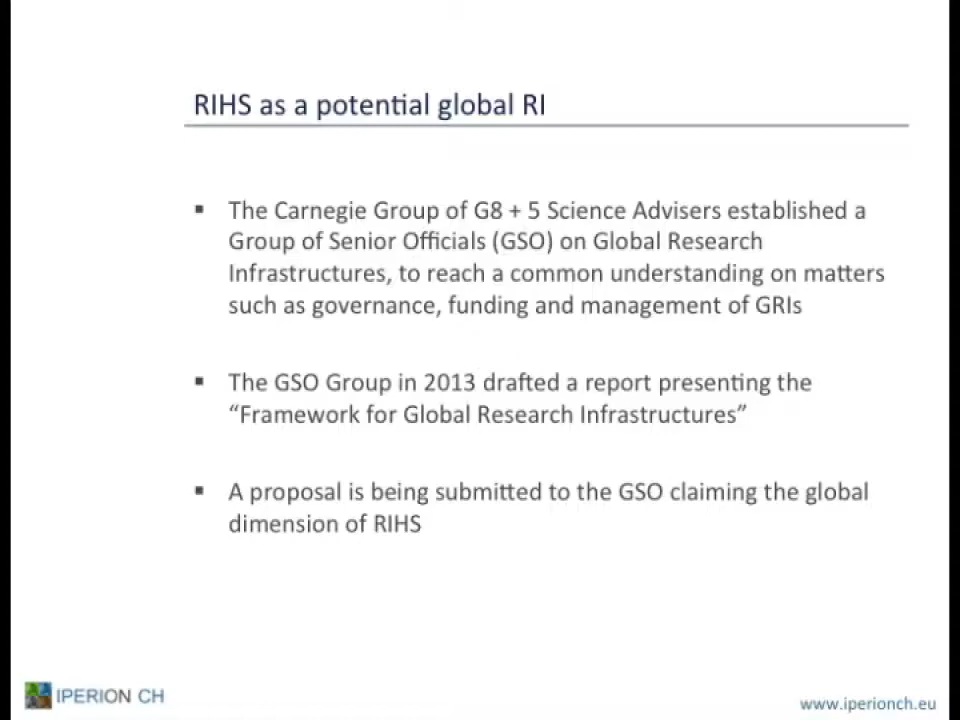 RIHS as a potential global RI
▪ The Carnegie Group of G8 + 5 Science Advisers established a
Group of Senior Officials (GSO) on Global Research
Infrastructures, to reach a common understanding on matters
such as governance, funding and management of GRIs
▪ The GSO Group in 2013 drafted a report presenting the
“Framework for Global Research Infrastructures”
▪ A proposal is being submitted to the GSO claiming the global
dimension of RIHS
IPERION CH
www.iperionch.eu